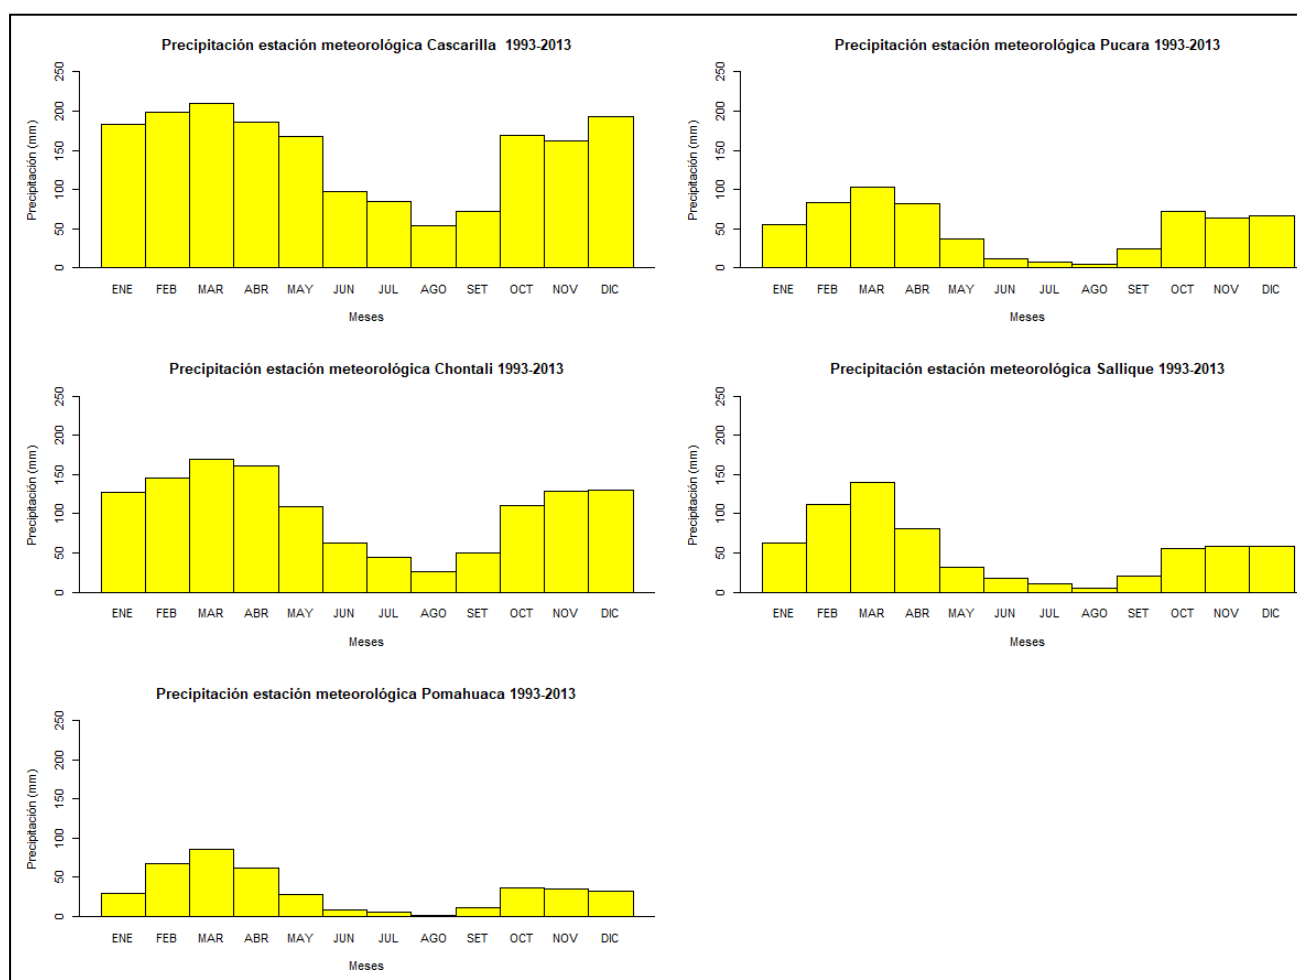 Precipitación estación meteorológica Cascarilla 1993-2013
250
200
150
100
50
0
Precipitación (mm)
ENE FEB MAR ABR MAY JUN JUL AGO SET OCT NOV DIC
Meses
Precipitación estación meteorológica Pucara 1993-2013
250
200
150
100
50
0
Precipitación (mm)
ENE FEB MAR ABR MAY JUN JUL AGO SET OCT NOV DIC
Meses
Precipitación estación meteorológica Chontali 1993-2013
250
200
150
100
50
0
Precipitación (mm)
ENE FEB MAR ABR MAY JUN JUL AGO SET OCT NOV DIC
Meses
Precipitación estación meteorológica Sallique 1993-2013
250
200
150
100
50
0
Precipitación (mm)
ENE FEB MAR ABR MAY JUN JUL AGO SET OCT NOV DIC
Meses
Precipitación estación meteorológica Pomahuaca 1993-2013
250
200
150
100
50
0
Precipitación (mm)
ENE FEB MAR ABR MAY JUN JUL AGO SET OCT NOV DIC
Meses